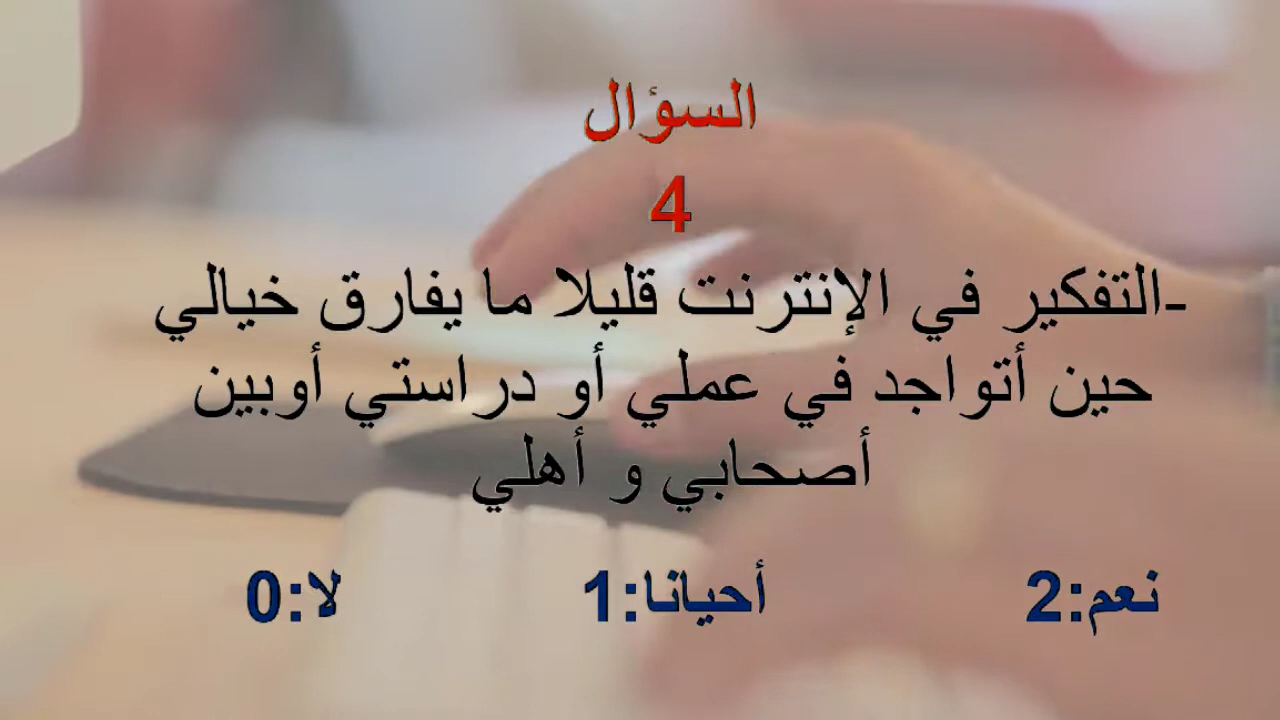 السؤال
4
-التفكير في الإنترنت قليلا ما يفارق خيالي
حين أتواجد في عملي أو دراستي أوبين
أصحابي و أهلي
نعم:2 أحيانا:1 لا:0